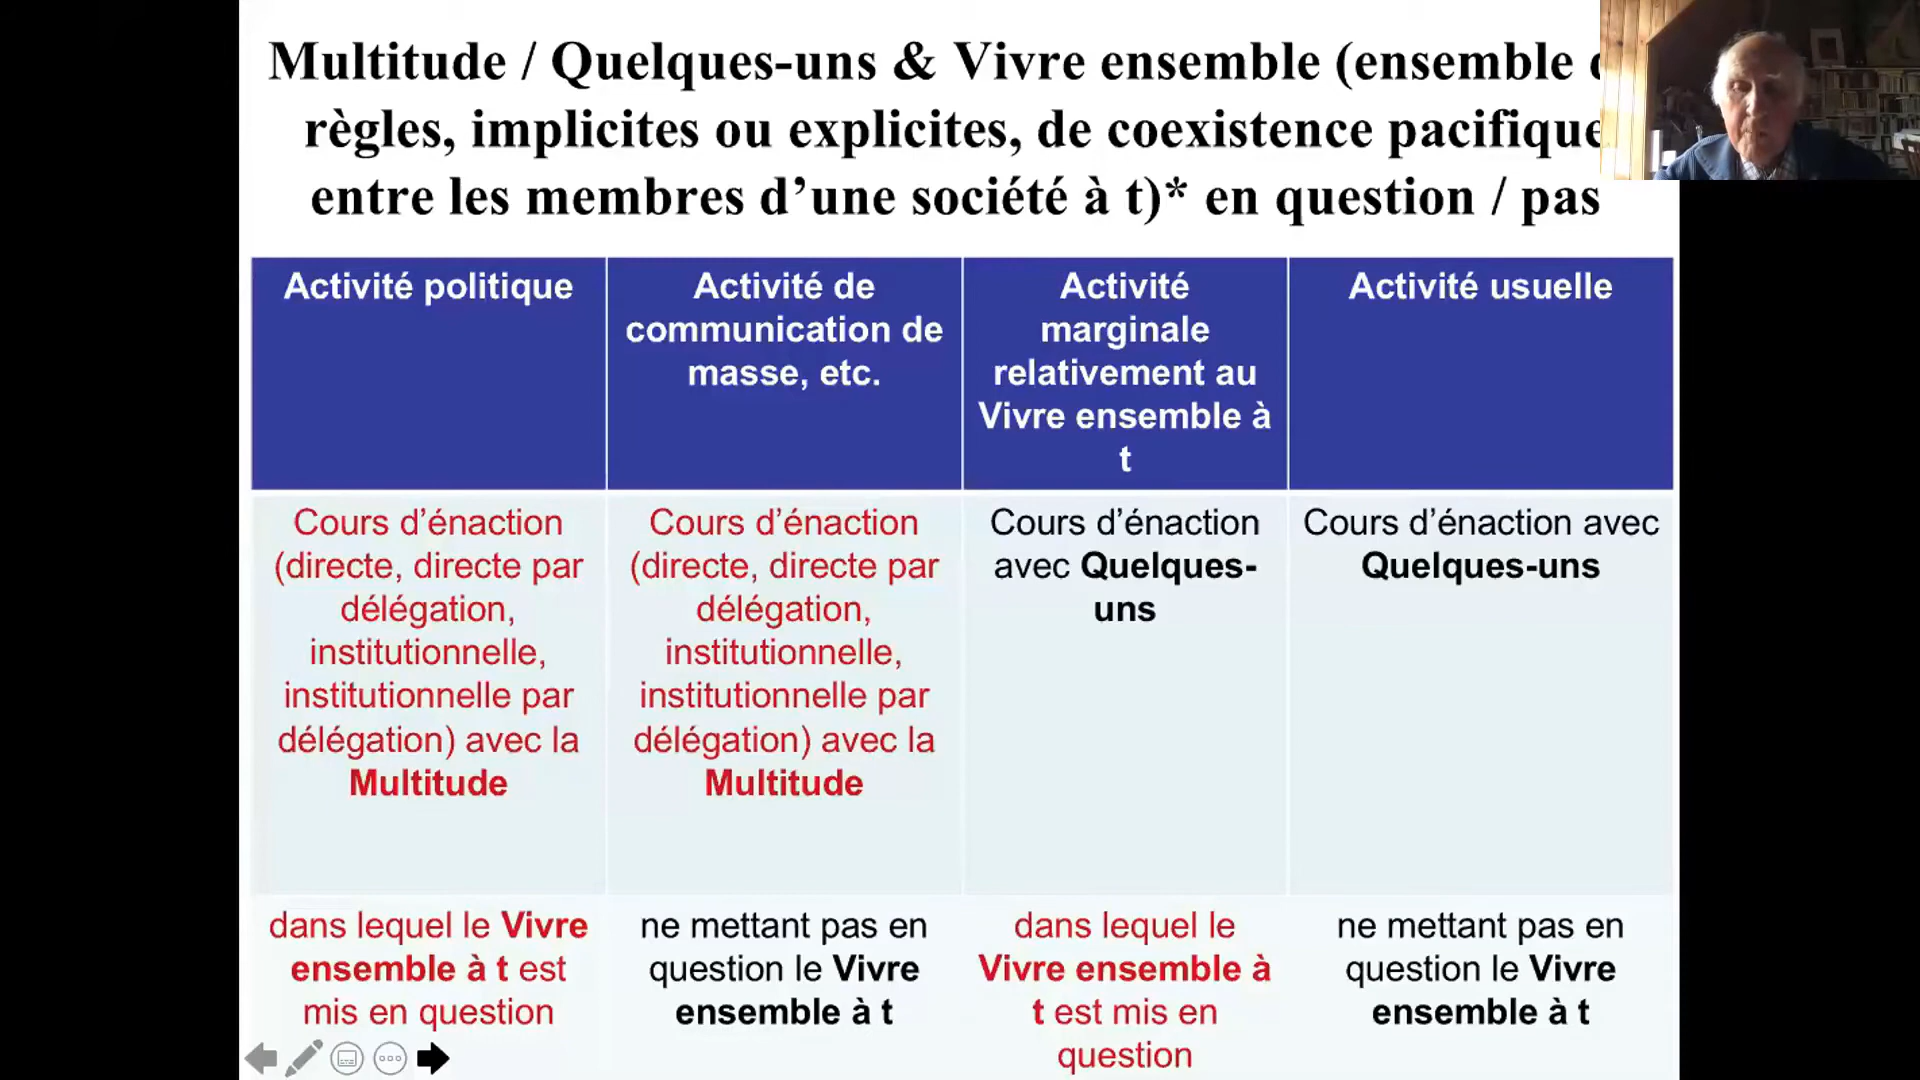 Multitude / Quelques-uns & Vivre ensemble (ensemble
règles, implicites ou explicites, de coexistence pacifique
entre les membres d’une société à t)* en question / pas
Activité politique
Activité de
communication de
masse, etc.
Activité
marginale
relativement au
Vivre ensemble à
t
Activité usuelle
Cours d’énaction
(directe, directe par
délégation,
institutionnelle,
institutionnelle par
délégation) avec la
Multitude
Cours d’énaction
(directe, directe par
délégation,
institutionnelle,
institutionnelle par
délégation) avec la
Multitude
Cours d’énaction
avec Quelques-
uns
Cours d’énaction avec
Quelques-uns
dans lequel le Vivre
ensemble à t est
mis en question
ne mettant pas en
question le Vivre
ensemble à t
dans lequel le
Vivre ensemble à
t est mis en
question
ne mettant pas en
question le Vivre
ensemble à t